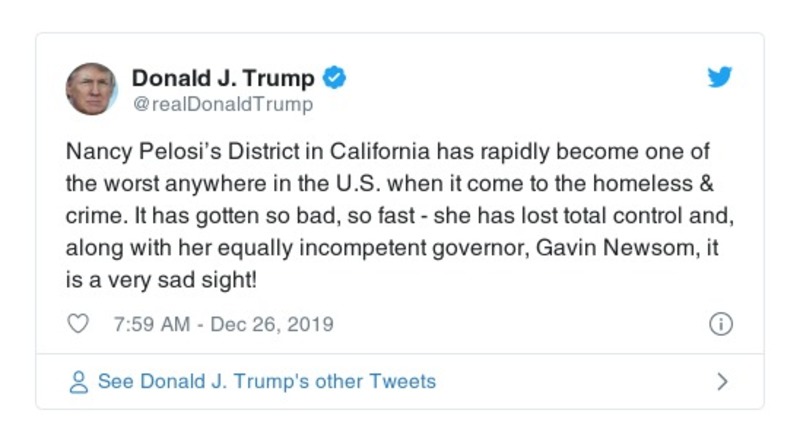 Donald J. Trump
@realDonaldTrump
Nancy Pelosi’s District in California has rapidly become one of
the worst anywhere in the U.S. when it come to the homeless &
crime. It has gotten so bad, so fast - she has lost total control and,
along with her equally incompetent governor, Gavin Newsom, it
is a very sad sight!
7:59 AM - Dec 26, 2019
See Donald J. Trump's other Tweets